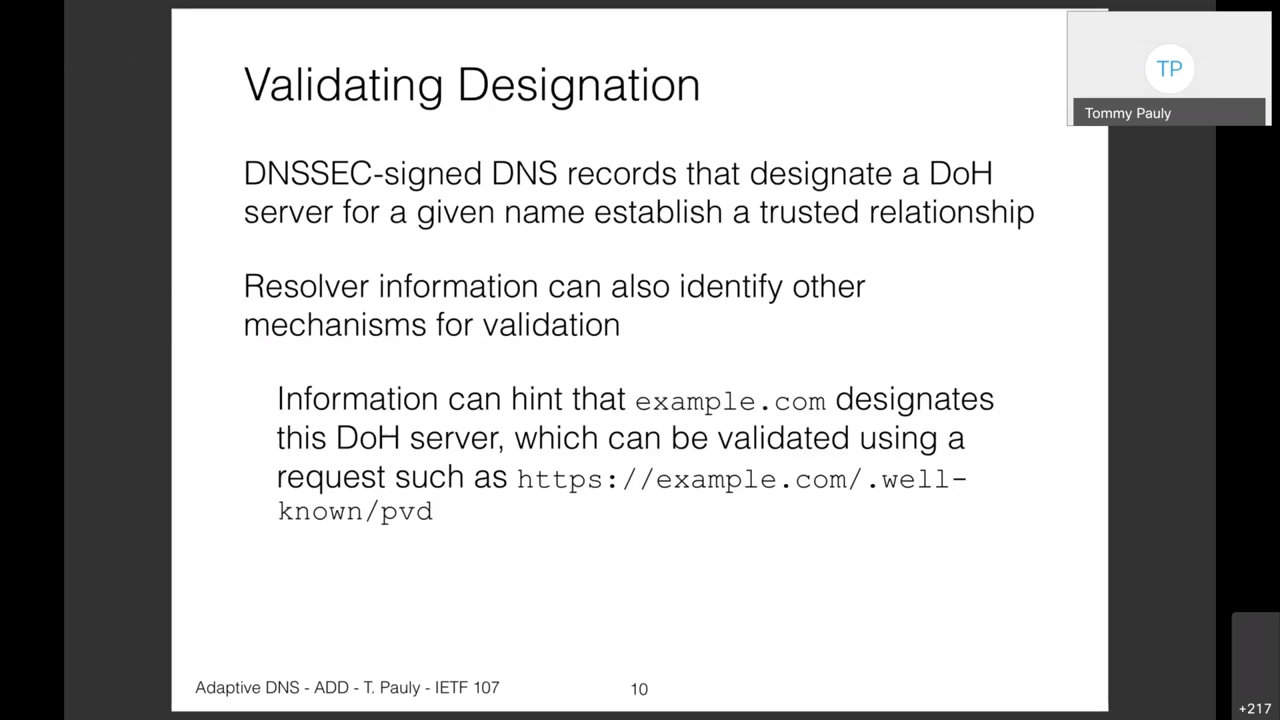 Validating Designation
TP
Tommy Pauly
DNSSEC-signed DNS records that designate a DoH
server for a given name establish a trusted relationship
Resolver information can also identify other
mechanisms for validation
Information can hint that example.com designates
this DoH server, which can be validated using a
request such as https://example.com/.well-
known/pvd
Adaptive DNS - ADD - T. Pauly - IETF 107
10
+217